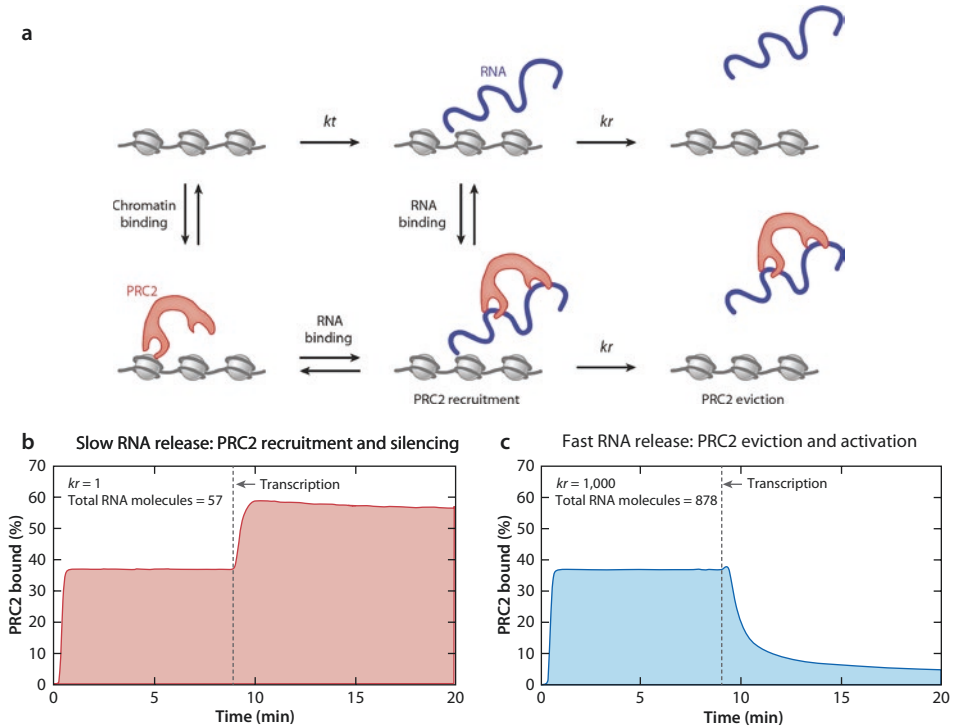 a
RNA
kt
kr
Chromatin
binding
RNA
binding
PRC2
RNA
binding
kr
PRC2 recruitment
PRC2 eviction
b
Slow RNA release: PRC2 recruitment and silencing
70
60
50
40
30
20
10
0
PRC2 bound (%)
kr = 1
Total RNA molecules = 57
Transcription
0
5
10
15
20
Time (min)
c
Fast RNA release: PRC2 eviction and activation
70
60
50
40
30
20
10
0
PRC2 bound (%)
kr = 1,000
Total RNA molecules = 878
Transcription
0
5
10
15
20
Time (min)